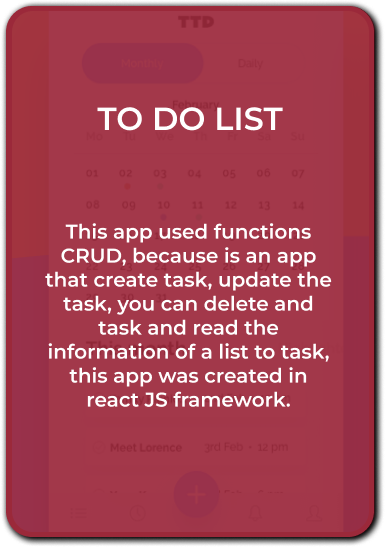 TTD
Monthly Daily
February
TO DO LIST
01 02 03 04 05 06 07
08 09 10 11 12 13 14
This app used functions
CRUD, because is an app
that create task, update the
task, you can delete and
task and read the
information of a list to task,
this app was created in
react JS framework.
Meet Lorence 3rd Feb - 12 pm